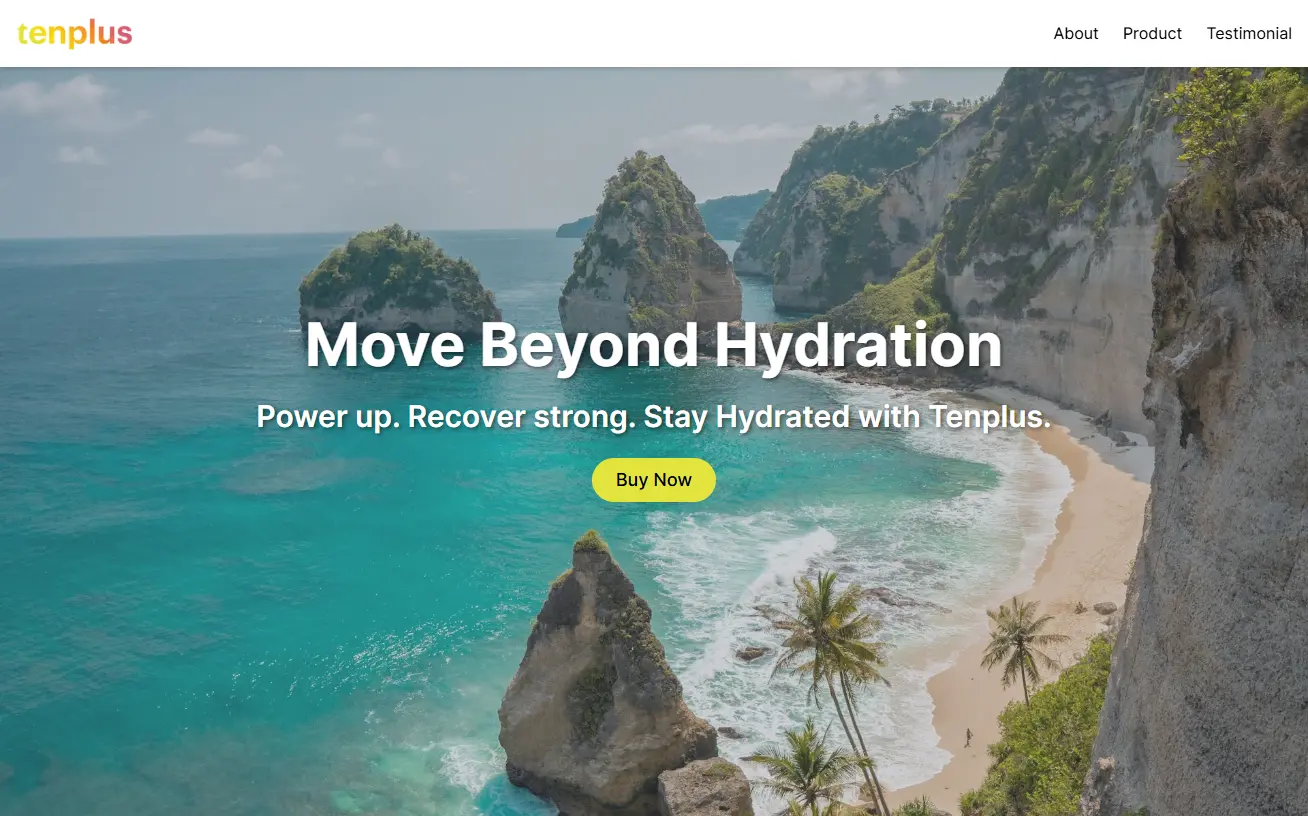 tenplus
About Product Testimonial
Move Beyond Hydration
Power up. Recover strong. Stay Hydrated with Tenplus.
Buy Now